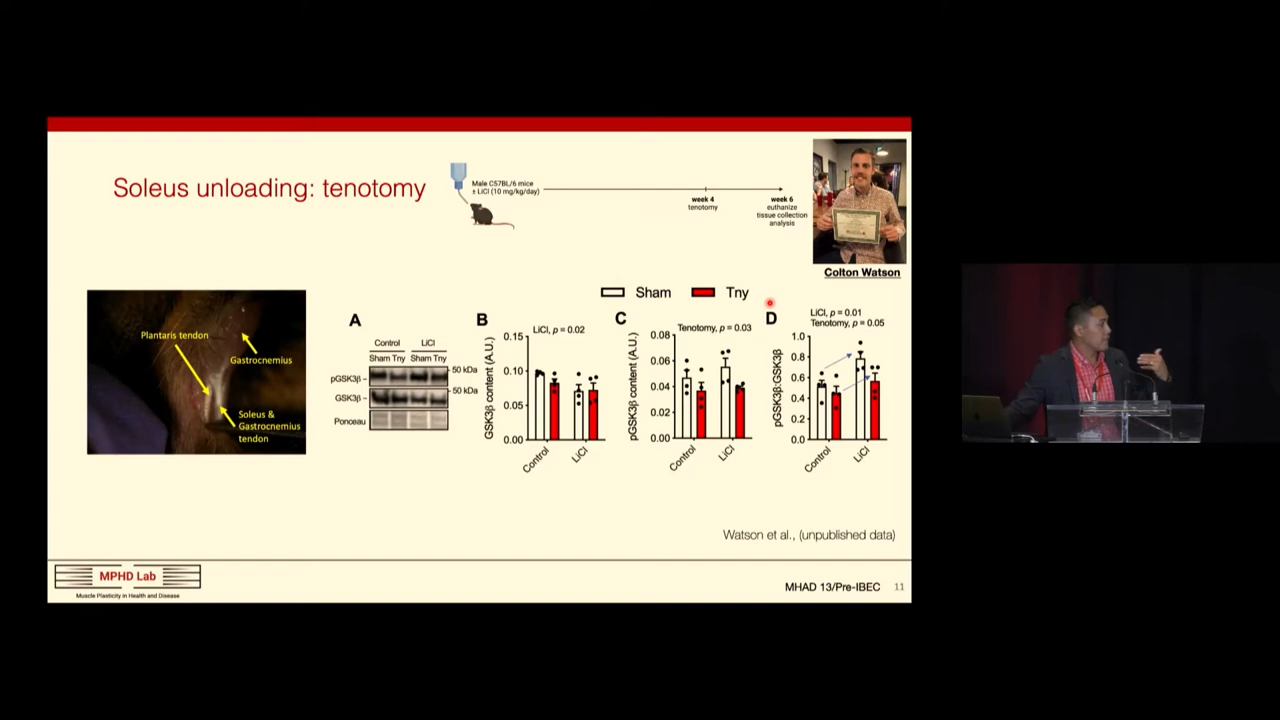 Soleus unloading: tenotomy
Male C57BL/6 mice
± LiCl (10 mg/kg/day)
week 4
tenotomy
week 6
euthanize
tissue collection
analysis
Colton Watson
Plantaris tendon
Gastrocnemius
Soleus &
Gastrocnemius
tendon
Sham
Tny
A
Control
LiCl
Sham Tny Sham Tny
50 kDa
pGSK3β
50 kDa
GSK3β
Ponceau
B
LiCl, p = 0.02
GSK3β content (A.U.)
0.15
0.10
0.05
0.00
Control
LiCl
C
Tenotomy, p = 0.03
pGSK3β content (A.U.)
0.08
0.06
0.04
0.02
0.00
Control
LiCl
D
LiCl, p = 0.01
Tenotomy, p = 0.05
pGSK3β:GSK3β
1.0
0.8
0.6
0.4
0.2
0.0
Control
LiCl
Watson et al., (unpublished data)
MPHD Lab
Muscle Plasticity in Health and Disease
MHAD 13/Pre-IBEC
11